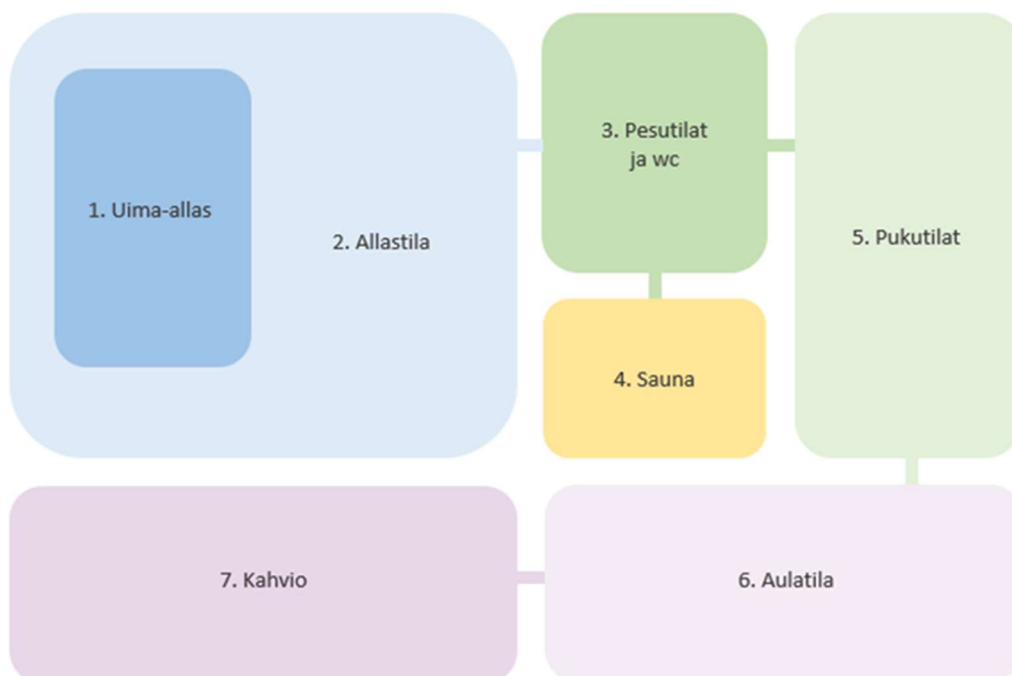 1. Uima-allas
2. Allastila
3. Pesutilat
ja wc
4. Sauna
5. Pukutilat
6. Aulatila
7. Kahvio